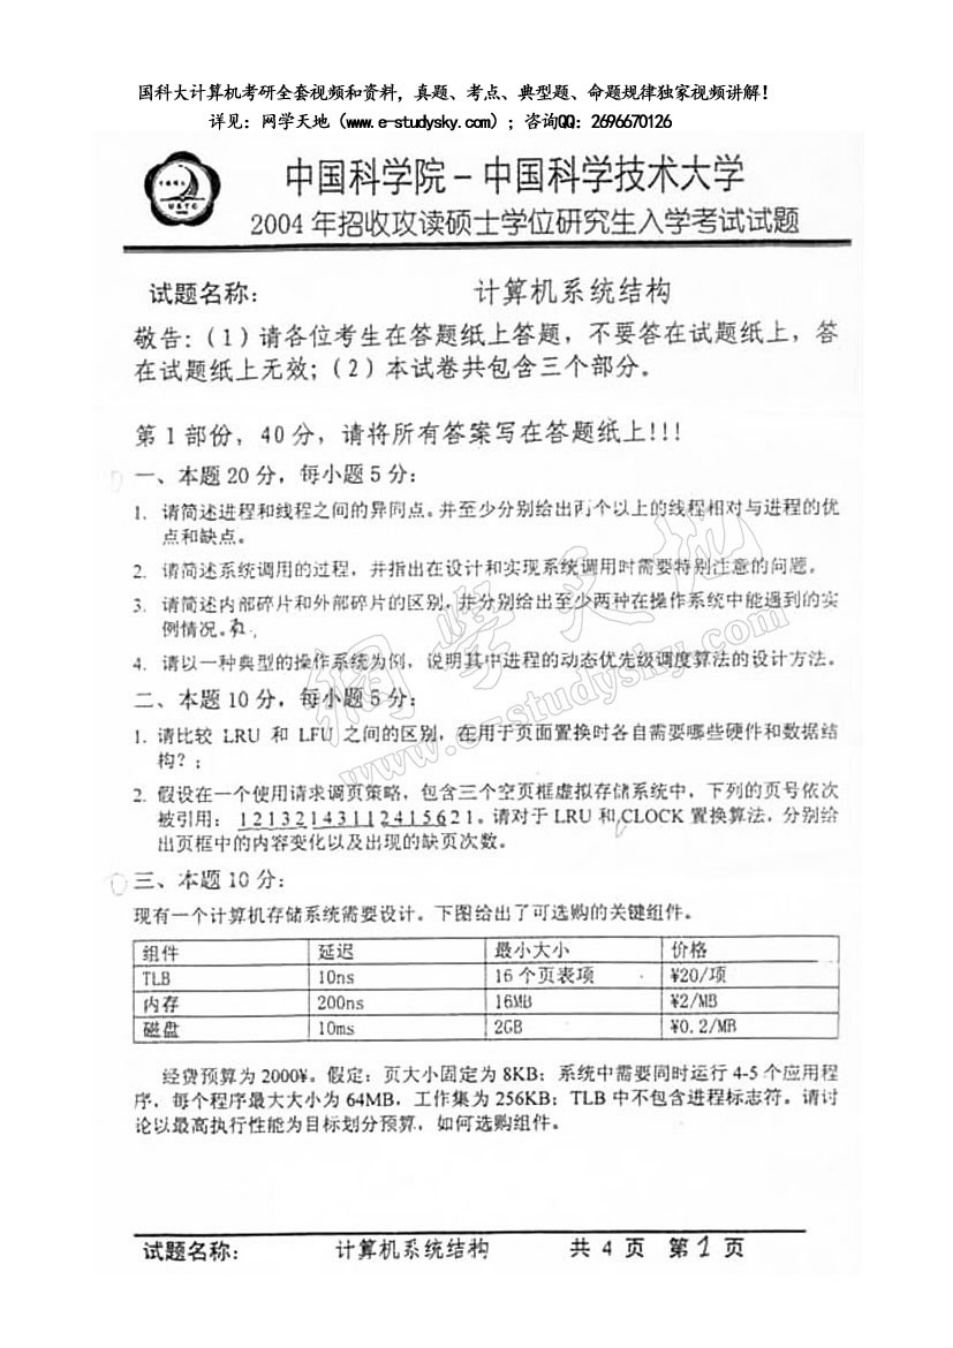 国科大计算机考研全套视频和资料，真题、考点、典型题、命题规律独家视频讲解！
详见：网学天地（www.e-studysky.com）；咨询QQ：2696670126
中国科学院－中国科学技术大学
2004年招收攻读硕士学位研究生入学考试试题
试题名称： 计算机系统结构
敬告：（1）请各位考生在答题纸上答题，不要答在试题纸上，答
在试题纸上无效；（2）本试卷共包含三个部分。
第1部份，40分，请将所有答案写在答题纸上!!!
一、本题20分，每小题5分：
1. 请简述进程和线程之间的异同点。并至少分别给出两个以上的线程相对与进程的优
点和缺点。
2. 请简述系统调用的过程，并指出在设计和实现系统调用时需要特别注意的问题。
3. 请简述内部碎片和外部碎片的区别，并分别给出至少两种在操作系统中能遇到的实
例情况。
4. 请以一种典型的操作系统为例，说明其中进程的动态优先级调度算法的设计方法。
二、本题10分，每小题5分：
1. 请比较 LRU 和 LFU 之间的区别，在用于页面置换时各自需要哪些硬件和数据结
构？；
2. 假设在一个使用请求调页策略，包含三个空页框虚拟存储系统中，下列的页号依次
被引用：1 2 1 3 2 1 4 3 1 1 2 4 1 5 6 2 1。请对于 LRU 和 CLOCK 置换算法，分别给
出页框中的内容变化以及出现的缺页次数。
三、本题10分：
现有一个计算机存储系统需要设计。下图给出了可选购的关键组件。
组件 延迟 最小大小 价格
TLB 10ns 16个页表项 ¥20/项
内存 200ns 16MB ¥2/MB
磁盘 10ms 2GB ¥0.2/MB
经费预算为2000¥。假定：页大小固定为8KB；系统中需要同时运行4-5个应用程
序，每个程序最大大小为64MB，工作集为256KB；TLB中不包含进程标志符。请讨
论以最高执行性能为目标划分预算，如何选购组件。
网学天地
www.e-studysky.com
试题名称： 计算机系统结构 共 4 页 第 1 页